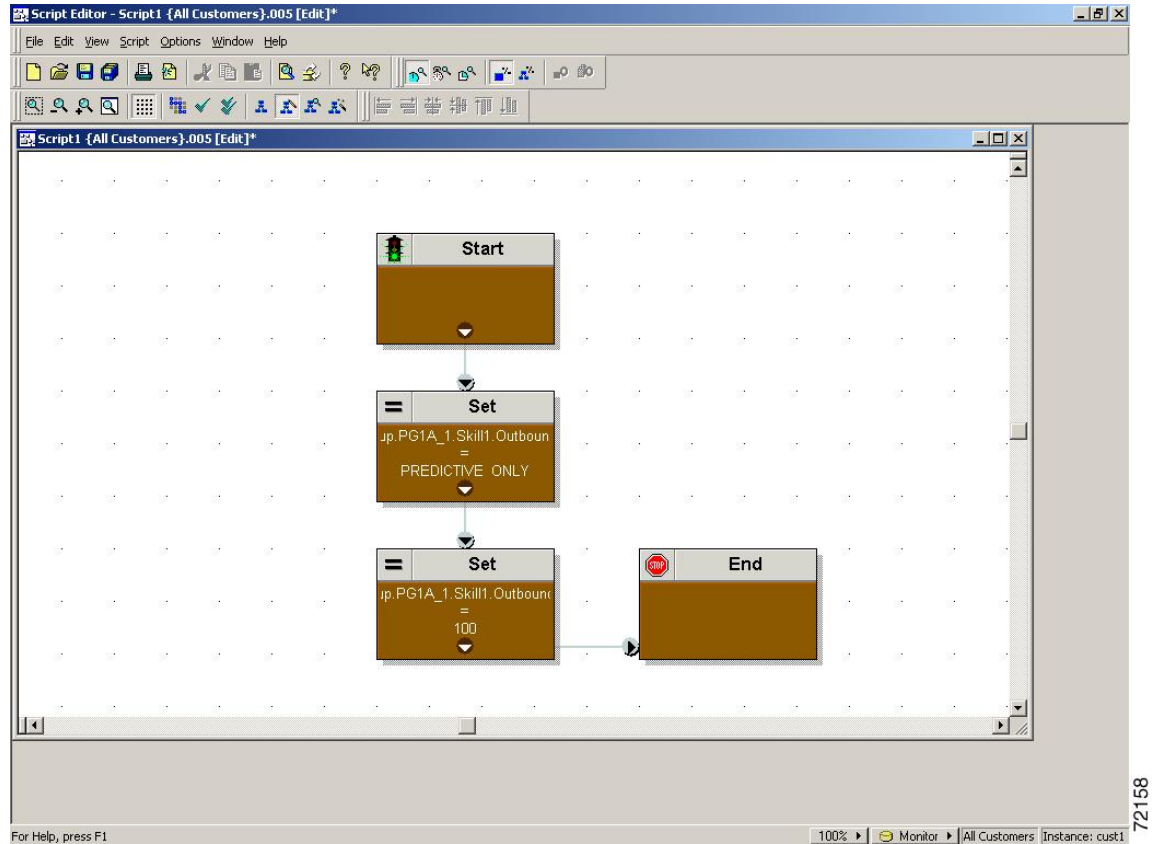 Script Editor - Script1 {All Customers}.005 [Edit]*
File Edit View Script Options Window Help
Script1 {All Customers}.005 [Edit]*
Start
Set
up.PG1A_1.Skill1.Outboun
=
PREDICTIVE_ONLY
Set
up.PG1A_1.Skill1.Outboun
=
100
STOP
End
For Help, press F1
100%
Monitor
All Customers
Instance: cust1
72158